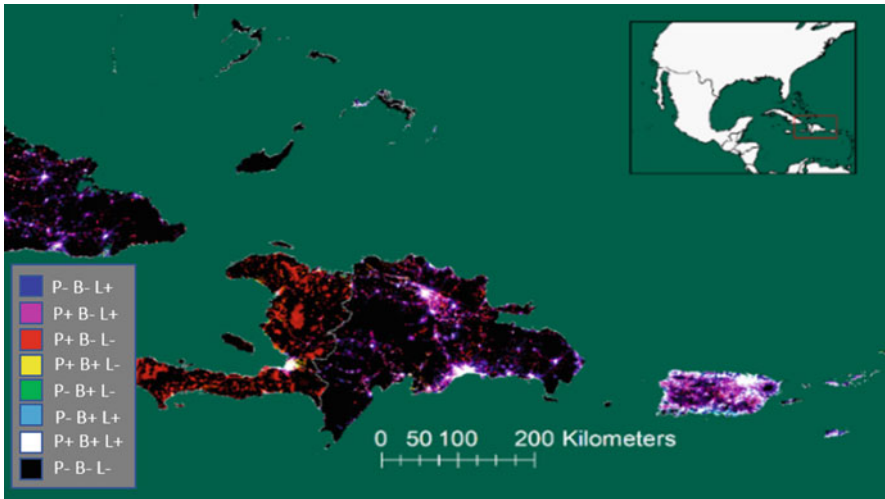 P- B- L+
P+ B- L+
P+ B- L-
P+ B+ L-
P- B+ L-
P- B+ L+
P+ B+ L+
P- B- L-
0 50 100 200 Kilometers